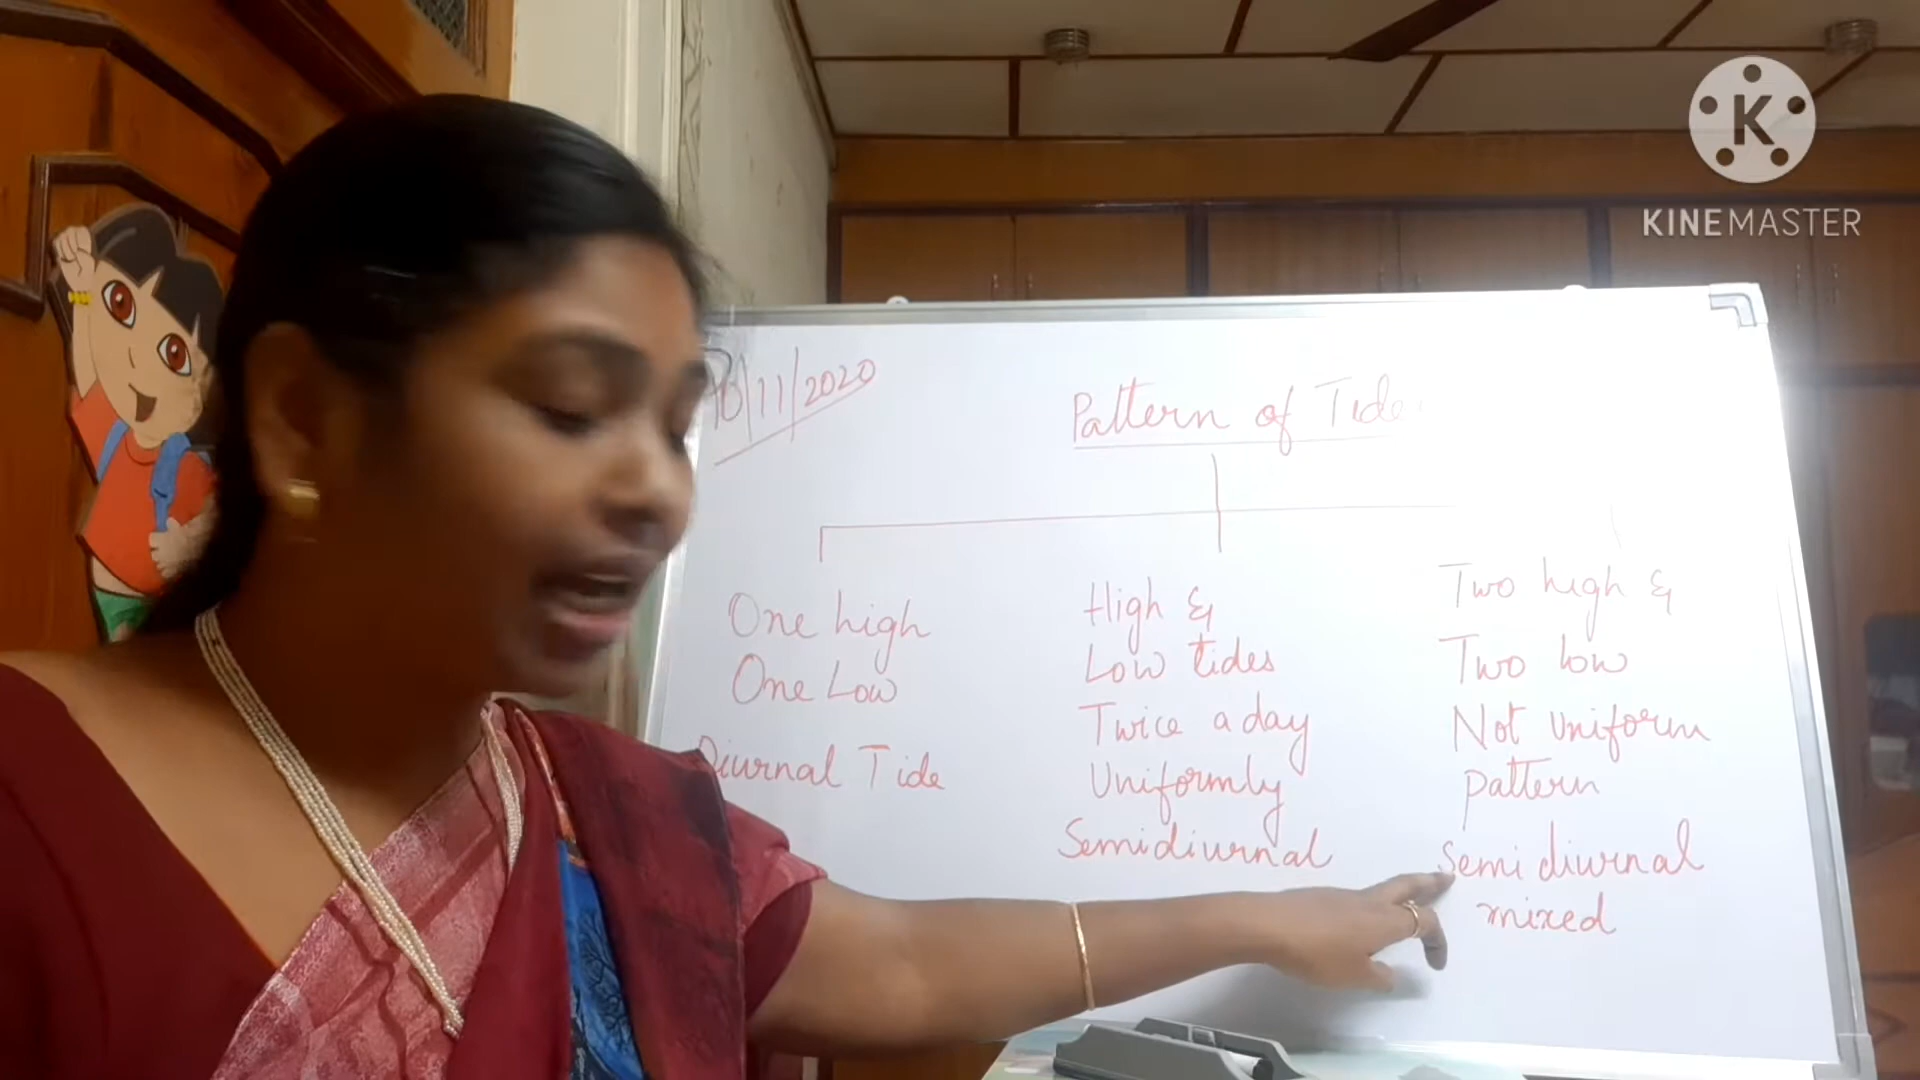 /11/2020
Pattern of Tide
One high
One Low
Diurnal Tide
High &
Low tides
Twice a day
Uniformly
Semidiurnal
Two high &
Two low
Not uniform
pattern
Semi diurnal
mixed
K
KINEMASTER